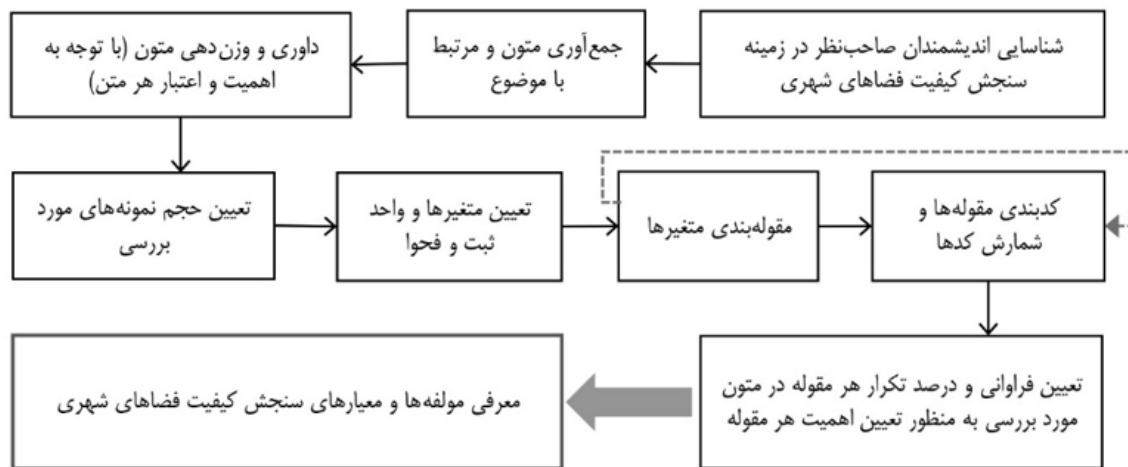 شناسایی اندیشمندان صاحب‌نظر در زمینه
سنجش کیفیت فضاهای شهری
جمع‌آوری متون و مرتبط
با موضوع
داوری و وزن‌دهی متون (با توجه به
اهمیت و اعتبار هر متن)
تعیین حجم نمونه‌های مورد
بررسی
تعیین متغیرها و واحد
ثبت و فحوا
مقوله‌بندی متغیرها
کدبندی مقوله‌ها و
شمارش کدها
تعیین فراوانی و درصد تکرار هر مقوله در متون
مورد بررسی به منظور تعیین اهمیت هر مقوله
معرفی مولفه‌ها و معیارهای سنجش کیفیت فضاهای شهری